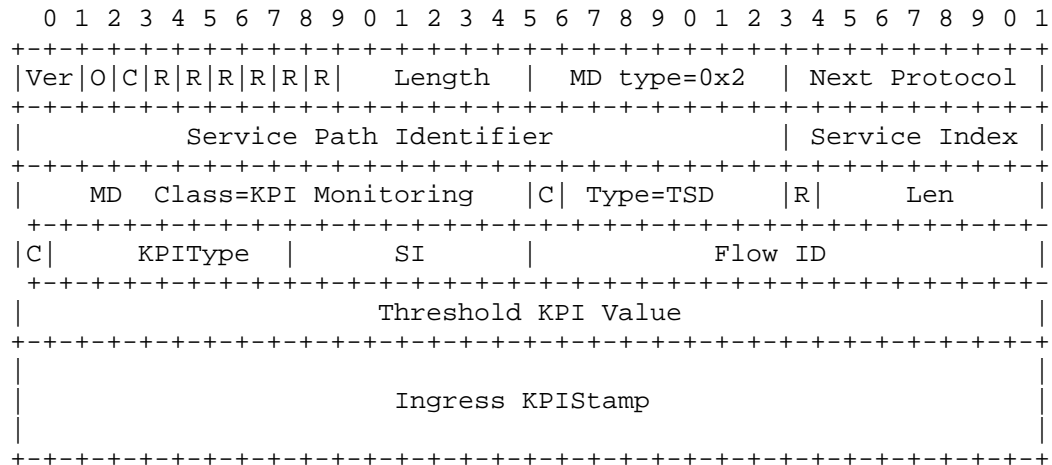 0 1 2 3 4 5 6 7 8 9 0 1 2 3 4 5 6 7 8 9 0 1 2 3 4 5 6 7 8 9 0 1
+-+-+-+-+-+-+-+-+-+-+-+-+-+-+-+-+-+-+-+-+-+-+-+-+-+-+-+-+-+-+-+-+
|Ver|O|C|R|R|R|R|R|R|   Length  |  MD type=0x2  | Next Protocol |
+-+-+-+-+-+-+-+-+-+-+-+-+-+-+-+-+-+-+-+-+-+-+-+-+-+-+-+-+-+-+-+-+
|          Service Path Identifier              | Service Index |
+-+-+-+-+-+-+-+-+-+-+-+-+-+-+-+-+-+-+-+-+-+-+-+-+-+-+-+-+-+-+-+-+
|    MD  Class=KPI Monitoring   |C| Type=TSD    |R|     Len     |
 +-+-+-+-+-+-+-+-+-+-+-+-+-+-+-+-+-+-+-+-+-+-+-+-+-+-+-+-+-+-+-+-
|C|     KPIType  |      SI      |           Flow ID             |
 +-+-+-+-+-+-+-+-+-+-+-+-+-+-+-+-+-+-+-+-+-+-+-+-+-+-+-+-+-+-+-+-
|                      Threshold KPI Value                      |
+-+-+-+-+-+-+-+-+-+-+-+-+-+-+-+-+-+-+-+-+-+-+-+-+-+-+-+-+-+-+-+-+
|                                                               |
|                       Ingress KPIStamp                        |
|                                                               |
+-+-+-+-+-+-+-+-+-+-+-+-+-+-+-+-+-+-+-+-+-+-+-+-+-+-+-+-+-+-+-+-+